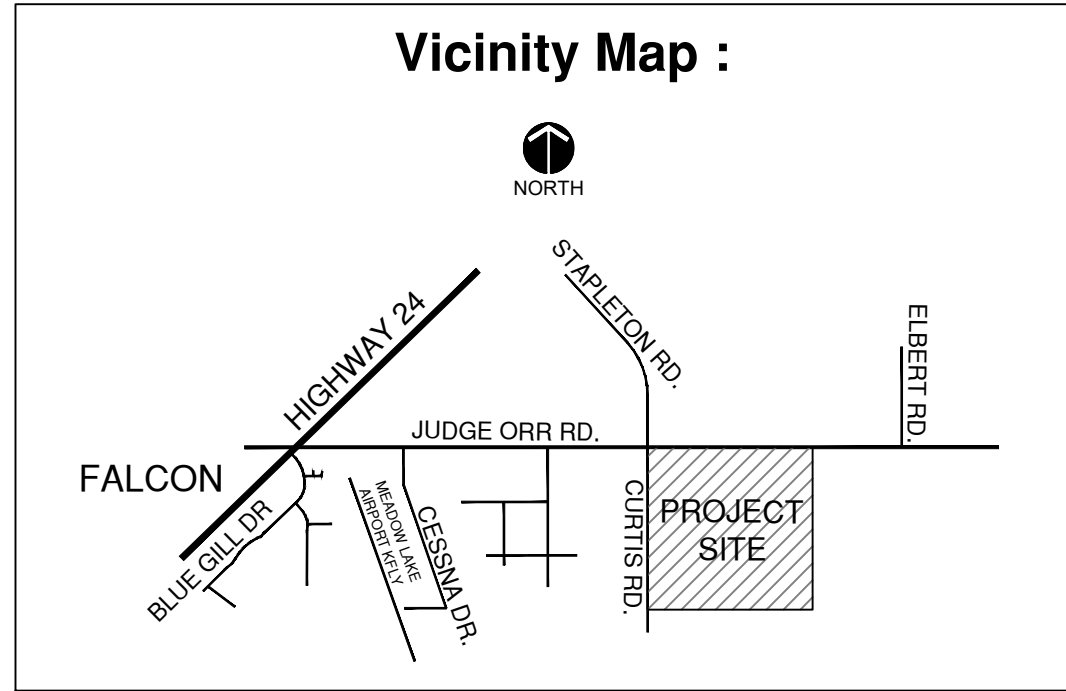 Vicinity Map :
NORTH
STAPLETON RD.
HIGHWAY 24
ELBERT RD.
JUDGE ORR RD.
FALCON
BLUE GILL DR
MEADOW LAKE
AIRPORT KFLY
CESSNA DR.
CURTIS RD.
PROJECT
SITE